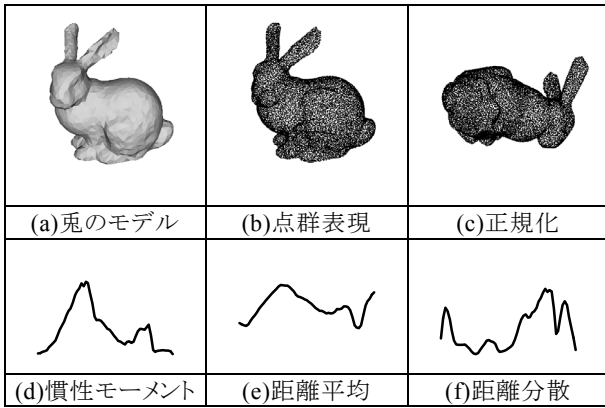 (a)兎のモデル
(b)点群表現
(c)正規化
(d)慣性モーメント
(e)距離平均
(f)距離分散